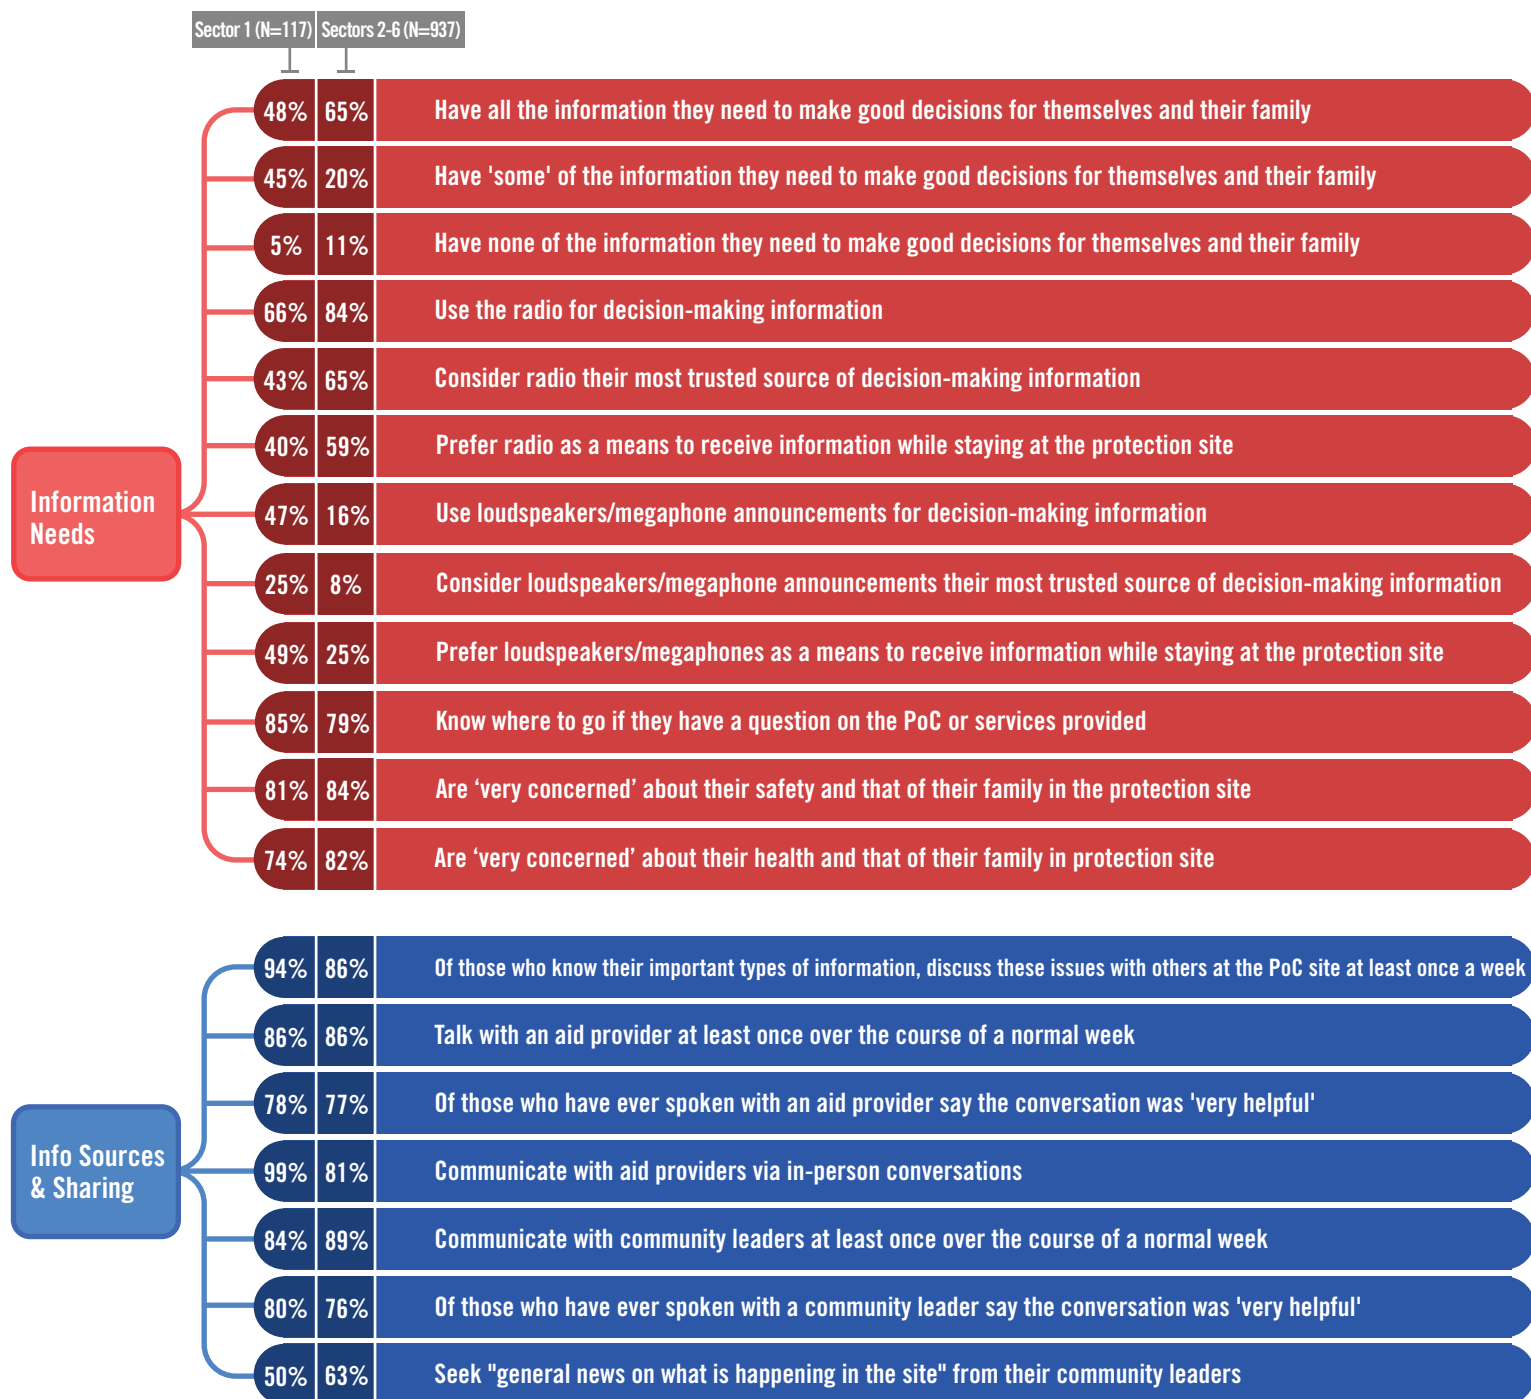 Sector 1 (N=117) Sectors 2-6 (N=937)
48% 65% Have all the information they need to make good decisions for themselves and their family
45% 20% Have 'some' of the information they need to make good decisions for themselves and their family
5% 11% Have none of the information they need to make good decisions for themselves and their family
66% 84% Use the radio for decision-making information
43% 65% Consider radio their most trusted source of decision-making information
40% 59% Prefer radio as a means to receive information while staying at the protection site
Information
Needs
47% 16% Use loudspeakers/megaphone announcements for decision-making information
25% 8% Consider loudspeakers/megaphone announcements their most trusted source of decision-making information
49% 25% Prefer loudspeakers/megaphones as a means to receive information while staying at the protection site
85% 79% Know where to go if they have a question on the PoC or services provided
81% 84% Are ‘very concerned’ about their safety and that of their family in the protection site
74% 82% Are ‘very concerned’ about their health and that of their family in protection site
94% 86% Of those who know their important types of information, discuss these issues with others at the PoC site at least once a week
86% 86% Talk with an aid provider at least once over the course of a normal week
78% 77% Of those who have ever spoken with an aid provider say the conversation was 'very helpful'
Info Sources
& Sharing
99% 81% Communicate with aid providers via in-person conversations
84% 89% Communicate with community leaders at least once over the course of a normal week
80% 76% Of those who have ever spoken with a community leader say the conversation was 'very helpful'
50% 63% Seek "general news on what is happening in the site" from their community leaders